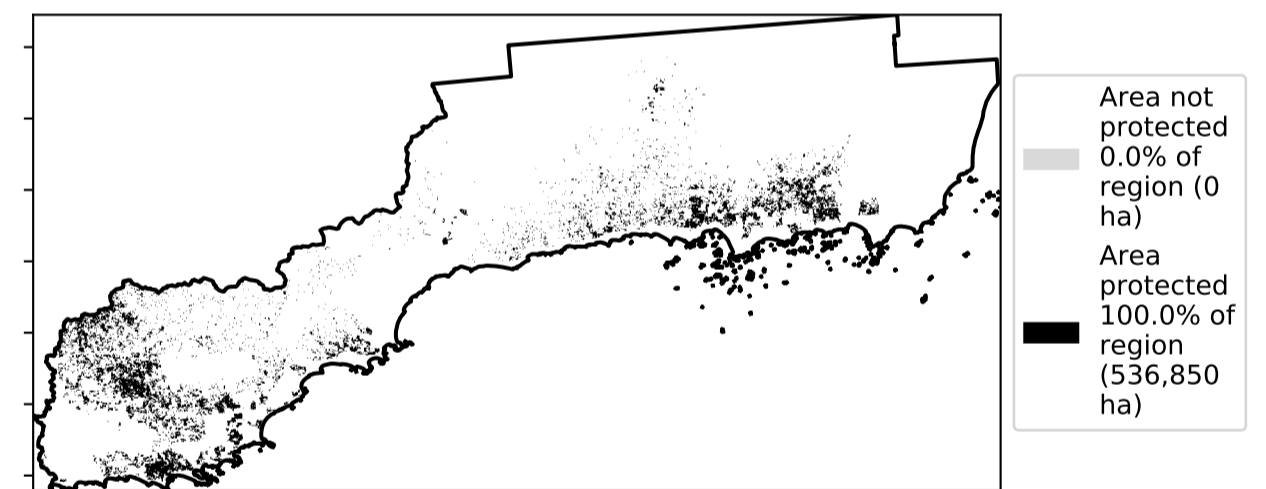 Area not
protected
0.0% of
region (0
ha)
Area
protected
100.0% of
region
(536,850
ha)